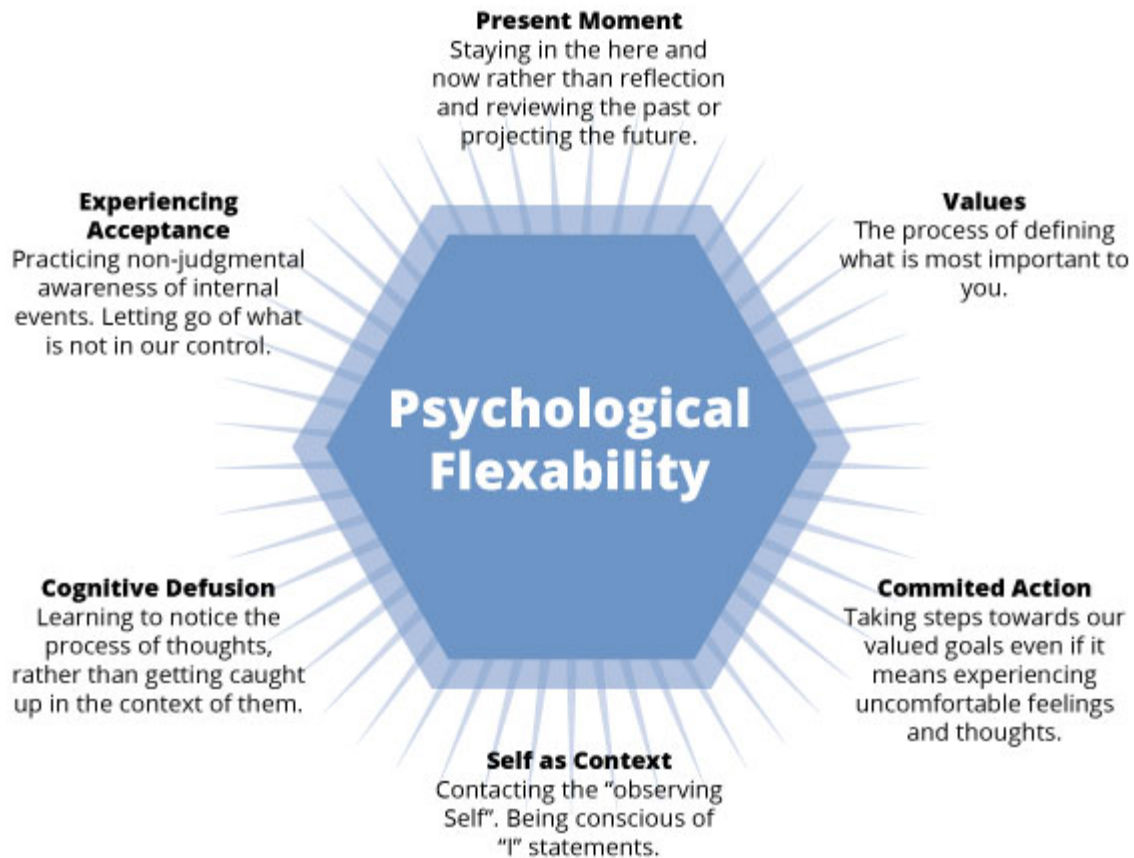 Present Moment
Staying in the here and
now rather than reflection
and reviewing the past or
projecting the future.
Experiencing
Acceptance
Practicing non-judgmental
awareness of internal
events. Letting go of what
is not in our control.
Values
The process of defining
what is most important to
you.
Psychological
Flexability
Cognitive Defusion
Learning to notice the
process of thoughts,
rather than getting caught
up in the context of them.
Commited Action
Taking steps towards our
valued goals even if it
means experiencing
uncomfortable feelings
and thoughts.
Self as Context
Contacting the “observing
Self”. Being conscious of
“I” statements.